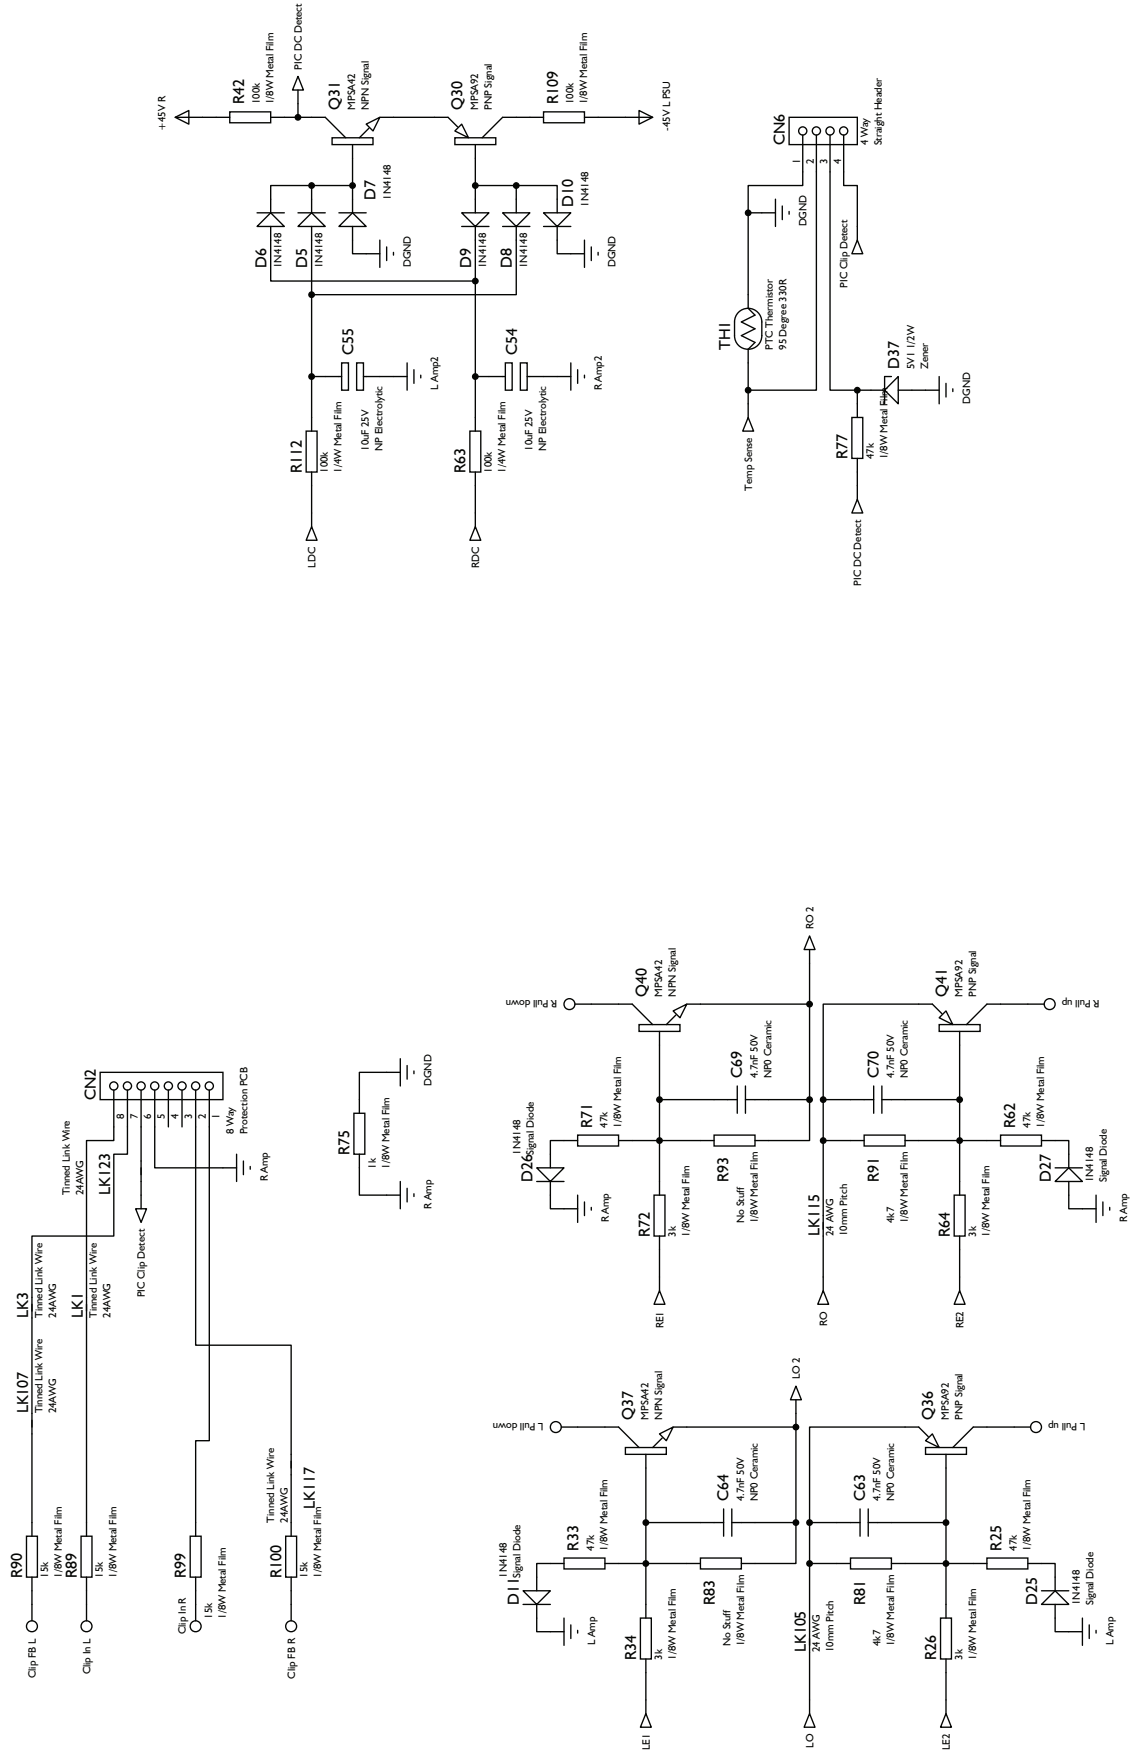 +45V R
R42
100k
1/8W Metal Film
PIC DC Detect
Q31
MPSA42
NPN Signal
Q30
MPSA92
PNP Signal
R109
100k
1/8W Metal Film
-45V L PSU
D6
1N4148
D5
1N4148
D7
1N4148
DGND
D9
1N4148
D8
1N4148
D10
1N4148
DGND
C55
10uF 25V
NP Electrolytic
L Amp2
C54
10uF 25V
NP Electrolytic
R Amp2
R112
100k
1/4W Metal Film
LDC
R63
100k
1/4W Metal Film
RDC
CN6
4 Way
Straight Header
1
2
3
4
DGND
PIC Clip Detect
TH1
PTC Thermistor
95 Degree 330R
Temp Sense
D37
5V1 1/2W
Zener
DGND
R77
47k
1/8W Metal Film
PIC DC Detect
CN2
8 Way
Protection PCB
8
7
6
5
4
3
2
1
Tinned Link Wire
24AWG
LK123
R Amp
PIC Clip Detect
LK3
Tinned Link Wire
24AWG
LK1
Tinned Link Wire
24AWG
LK107
Tinned Link Wire
24AWG
Tinned Link Wire
24AWG
LK117
R90
15k
1/8W Metal Film
Clip FB L
R89
15k
1/8W Metal Film
Clip In L
R99
15k
1/8W Metal Film
Clip In R
R100
15k
1/8W Metal Film
Clip FB R
R75
1k
1/8W Metal Film
DGND
R Amp
R Pull down
Q40
MPSA42
NPN Signal
RO 2
Q41
MPSA92
PNP Signal
R Pull up
1N4148
Signal Diode
D26
R Amp
R71
47k
1/8W Metal Film
C69
4.7nF 50V
NP0 Ceramic
R93
No Stuff
1/8W Metal Film
R72
3k
1/8W Metal Film
RE1
LK115
24 AWG
10mm Pitch
RO
C70
4.7nF 50V
NP0 Ceramic
R91
4k7
1/8W Metal Film
R62
47k
1/8W Metal Film
D27
1N4148
Signal Diode
R Amp
R64
3k
1/8W Metal Film
RE2
L Pull down
Q37
MPSA42
NPN Signal
LO 2
Q36
MPSA92
PNP Signal
L Pull up
1N4148
Signal Diode
D11
L Amp
R33
47k
1/8W Metal Film
C64
4.7nF 50V
NP0 Ceramic
R83
No Stuff
1/8W Metal Film
R34
3k
1/8W Metal Film
LE1
LK105
24 AWG
10mm Pitch
LO
C63
4.7nF 50V
NP0 Ceramic
R81
4k7
1/8W Metal Film
R25
47k
1/8W Metal Film
D25
1N4148
Signal Diode
L Amp
R26
3k
1/8W Metal Film
LE2